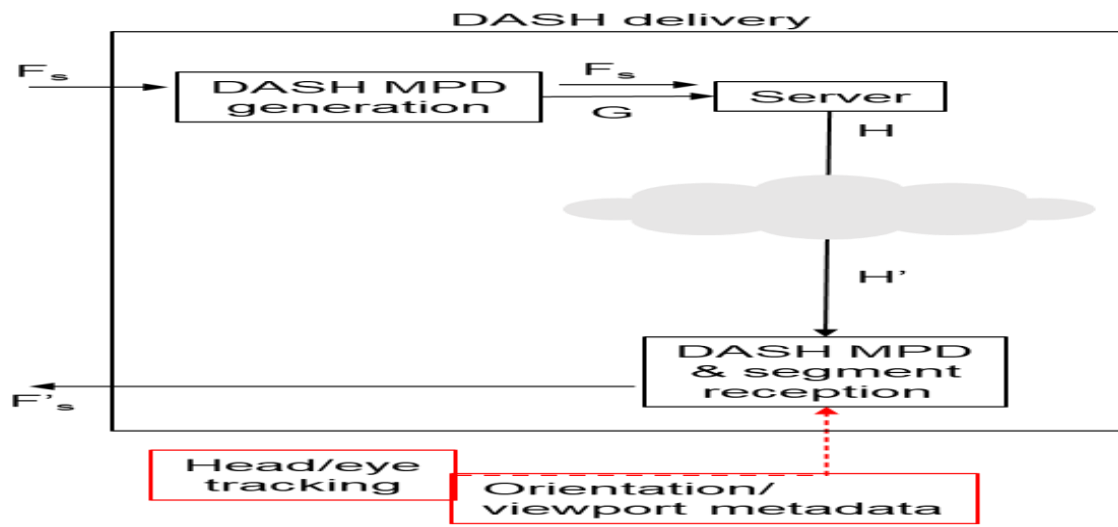 DASH delivery
Fₛ
DASH MPD
generation
Fₛ
G
Server
H
H'
DASH MPD
& segment
reception
F'ₛ
Head/eye
tracking
Orientation/
viewport metadata